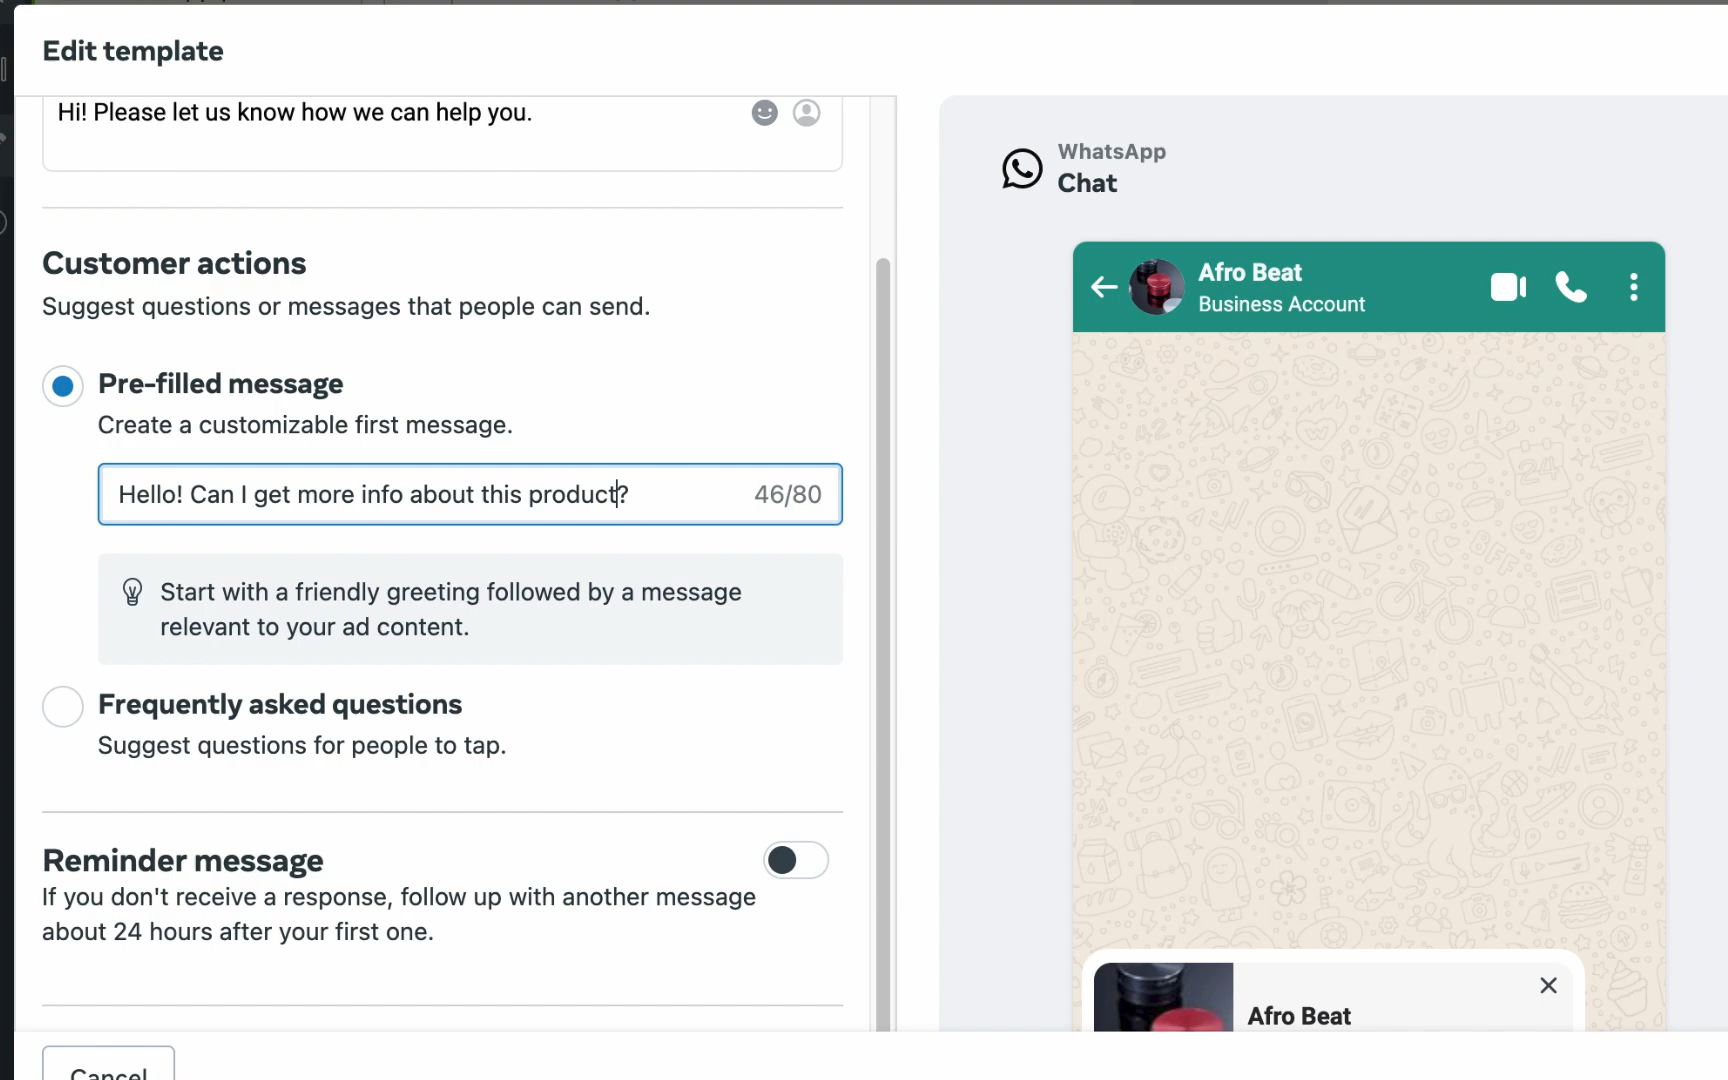 Edit template
Hi! Please let us know how we can help you.
Customer actions
Suggest questions or messages that people can send.
Pre-filled message
Create a customizable first message.
Hello! Can I get more info about this product? 46/80
Start with a friendly greeting followed by a message
relevant to your ad content.
Frequently asked questions
Suggest questions for people to tap.
Reminder message
If you don't receive a response, follow up with another message
about 24 hours after your first one.
Cancel
WhatsApp
Chat
Afro Beat
Business Account
Afro Beat